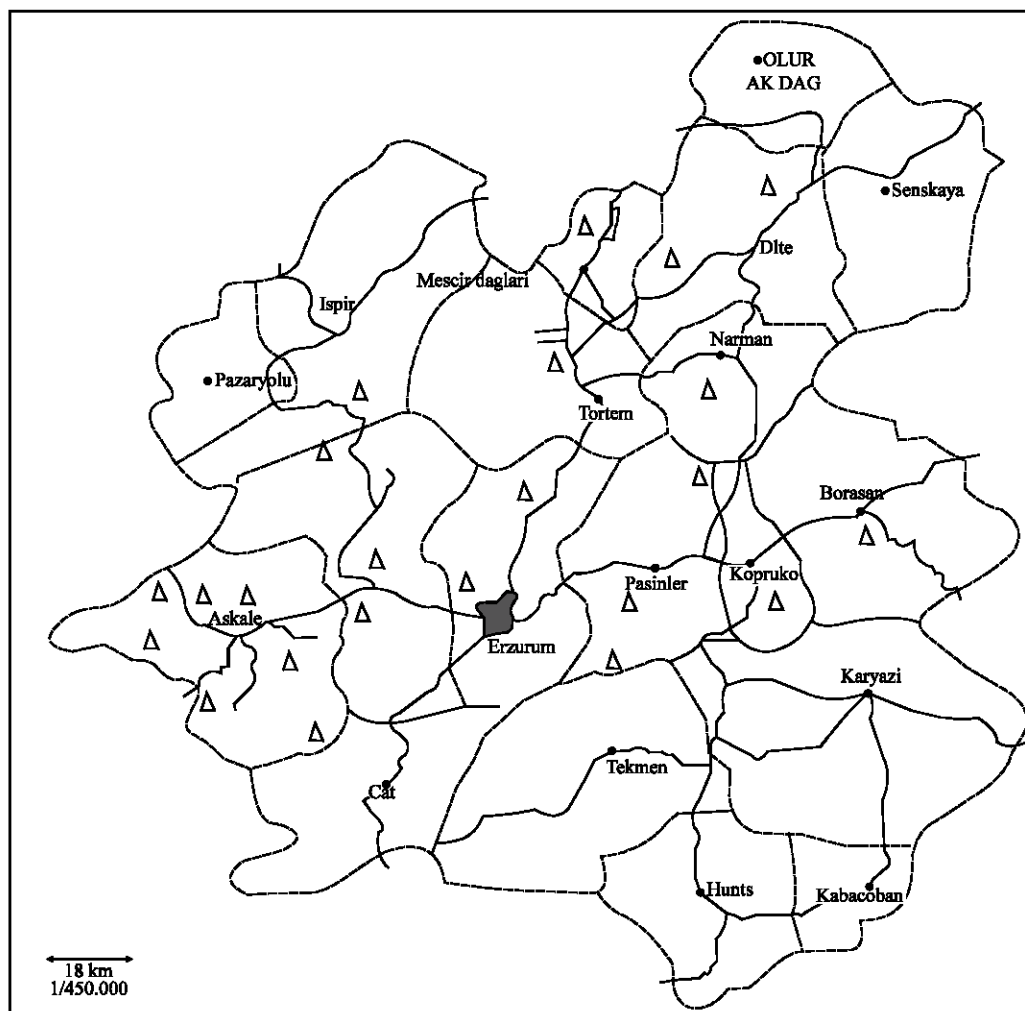 OLUR
AK DAG
Senskaya
Dlte
Mescir daglari
Ispir
Narman
Pazaryolu
Tortem
Borasan
Pasinler
Kopruko
Askale
Erzurum
Karyazi
Tekmen
Cat
Hunts
Kabacoban
18 km
1/450.000